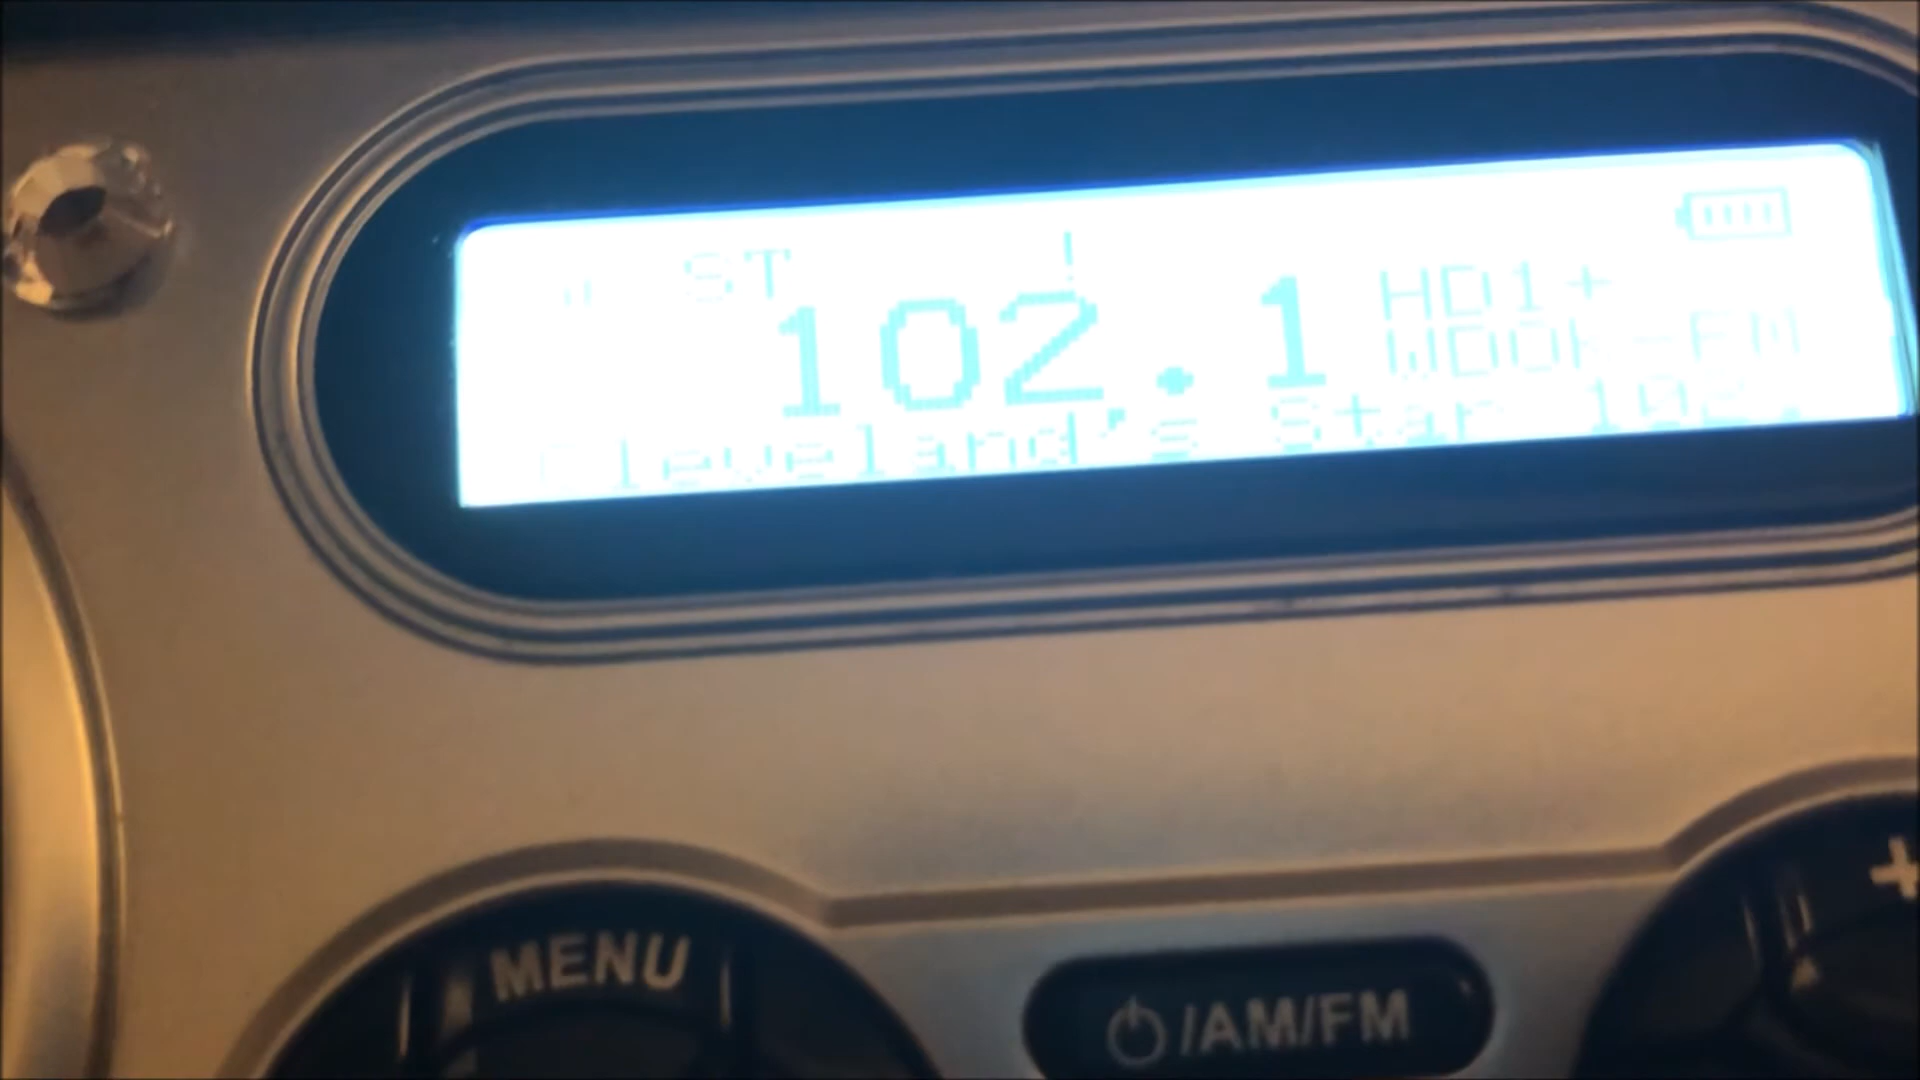 ST
102.1 HD1+
WDOK-FM
Cleveland's Star 102.
MENU
/AM/FM
+